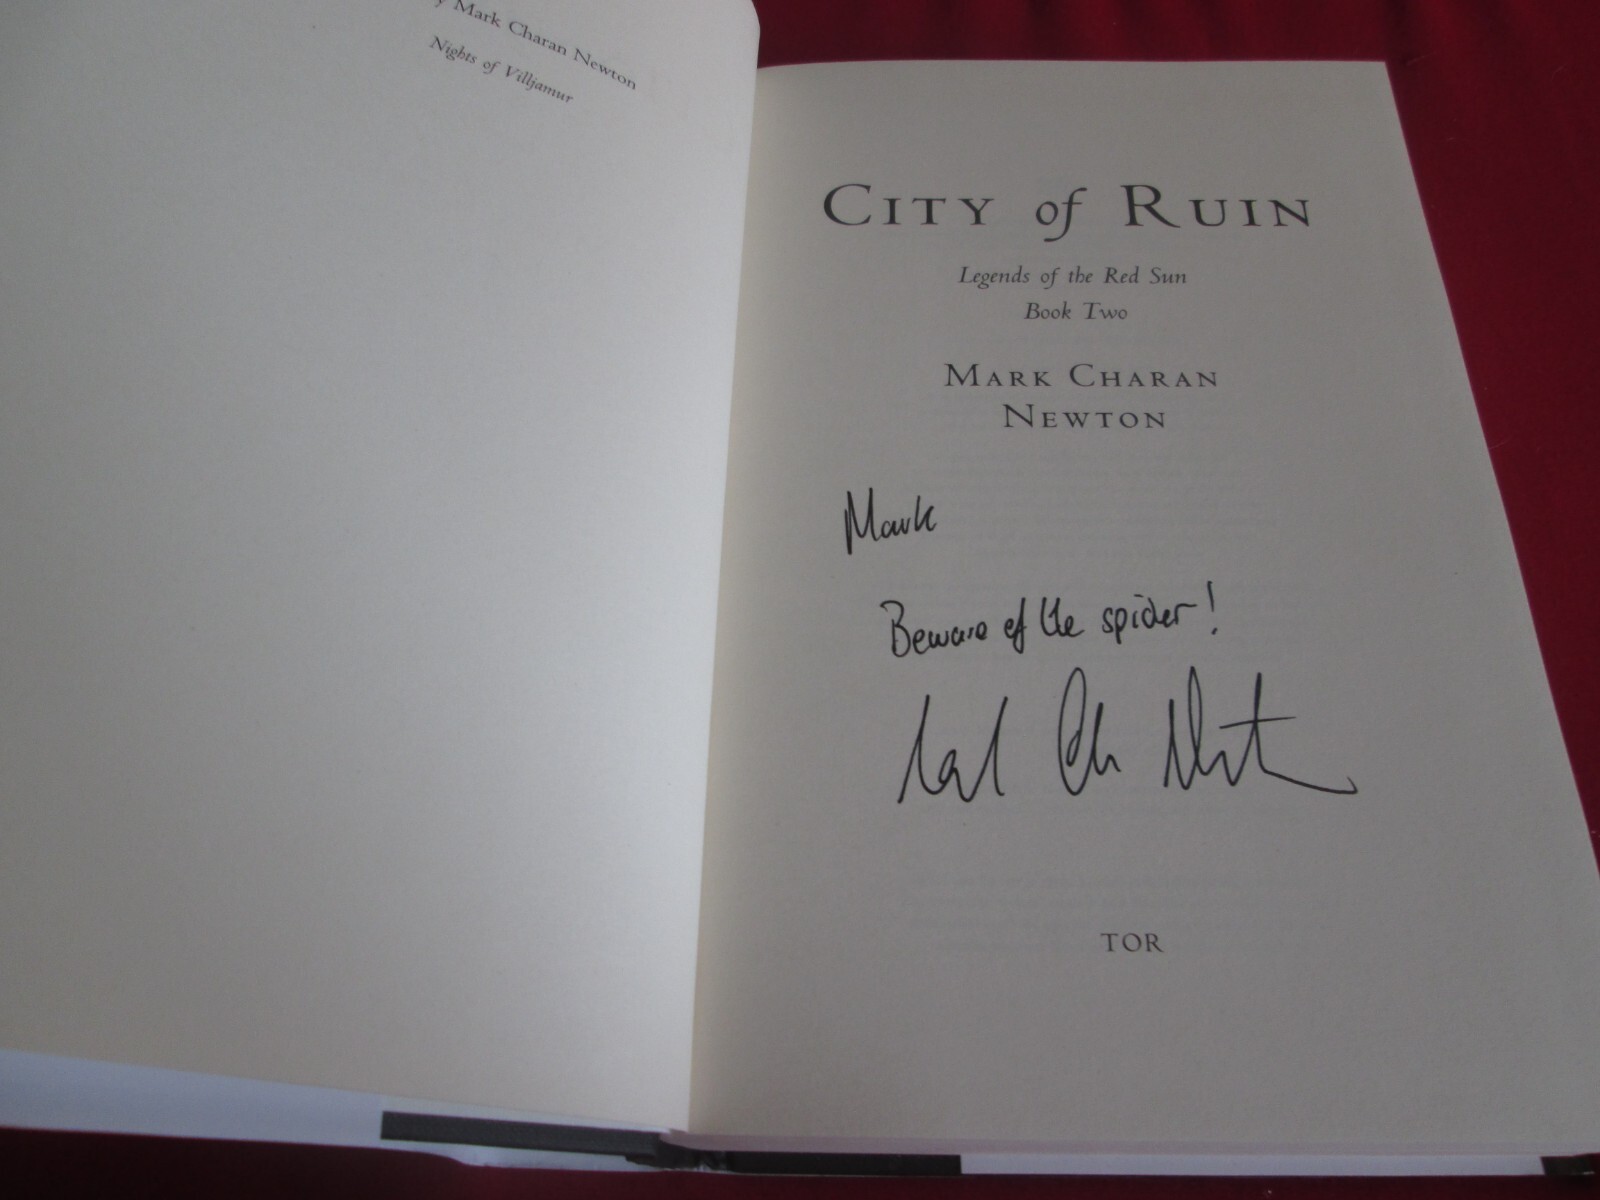 Mark Charan Newton
Nights of Villjamur
CITY of RUIN
Legends of the Red Sun
Book Two
MARK CHARAN
NEWTON
Mark
Beware of the spider!
TOR